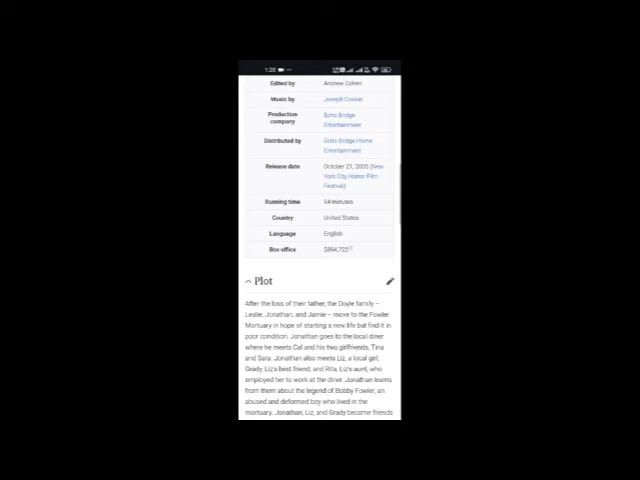 1:20
Edited by Andrew Cohen
Music by Joseph Conlan
Production company Echo Bridge Entertainment
Distributed by Echo Bridge Home Entertainment
Release date October 21, 2005 (New York City Horror Film Festival)
Running time 94 minutes
Country United States
Language English
Box office $894,722[1]
Plot
After the loss of their father, the Doyle family –
Leslie, Jonathan, and Jamie – move to the Fowler
Mortuary in hope of starting a new life but find it in
poor condition. Jonathan goes to the local diner
where he meets Cal and his two girlfriends, Tina
and Sara. Jonathan also meets Liz, a local girl,
Grady, Liz's best friend, and Rita, Liz's aunt, who
employed her to work at the diner. Jonathan learns
from them about the legend of Bobby Fowler, an
abused and deformed boy who lived in the
mortuary. Jonathan, Liz, and Grady become friends